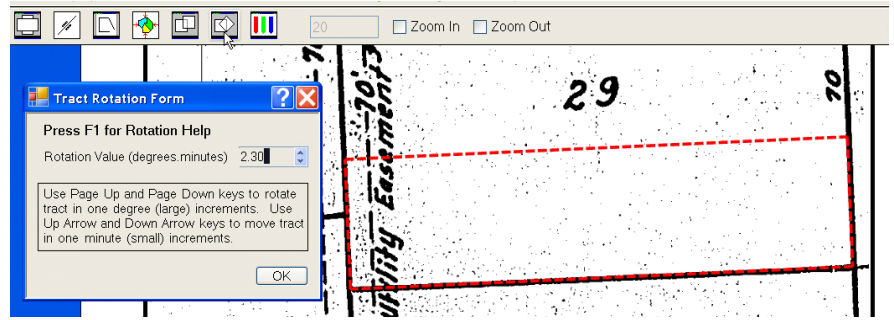 20 Zoom In Zoom Out
Tract Rotation Form
Press F1 for Rotation Help
Rotation Value (degrees.minutes) 2.30
Use Page Up and Page Down keys to rotate
tract in one degree (large) increments. Use
Up Arrow and Down Arrow keys to move tract
in one minute (small) increments.
OK
70'
Utility Easement
29
70